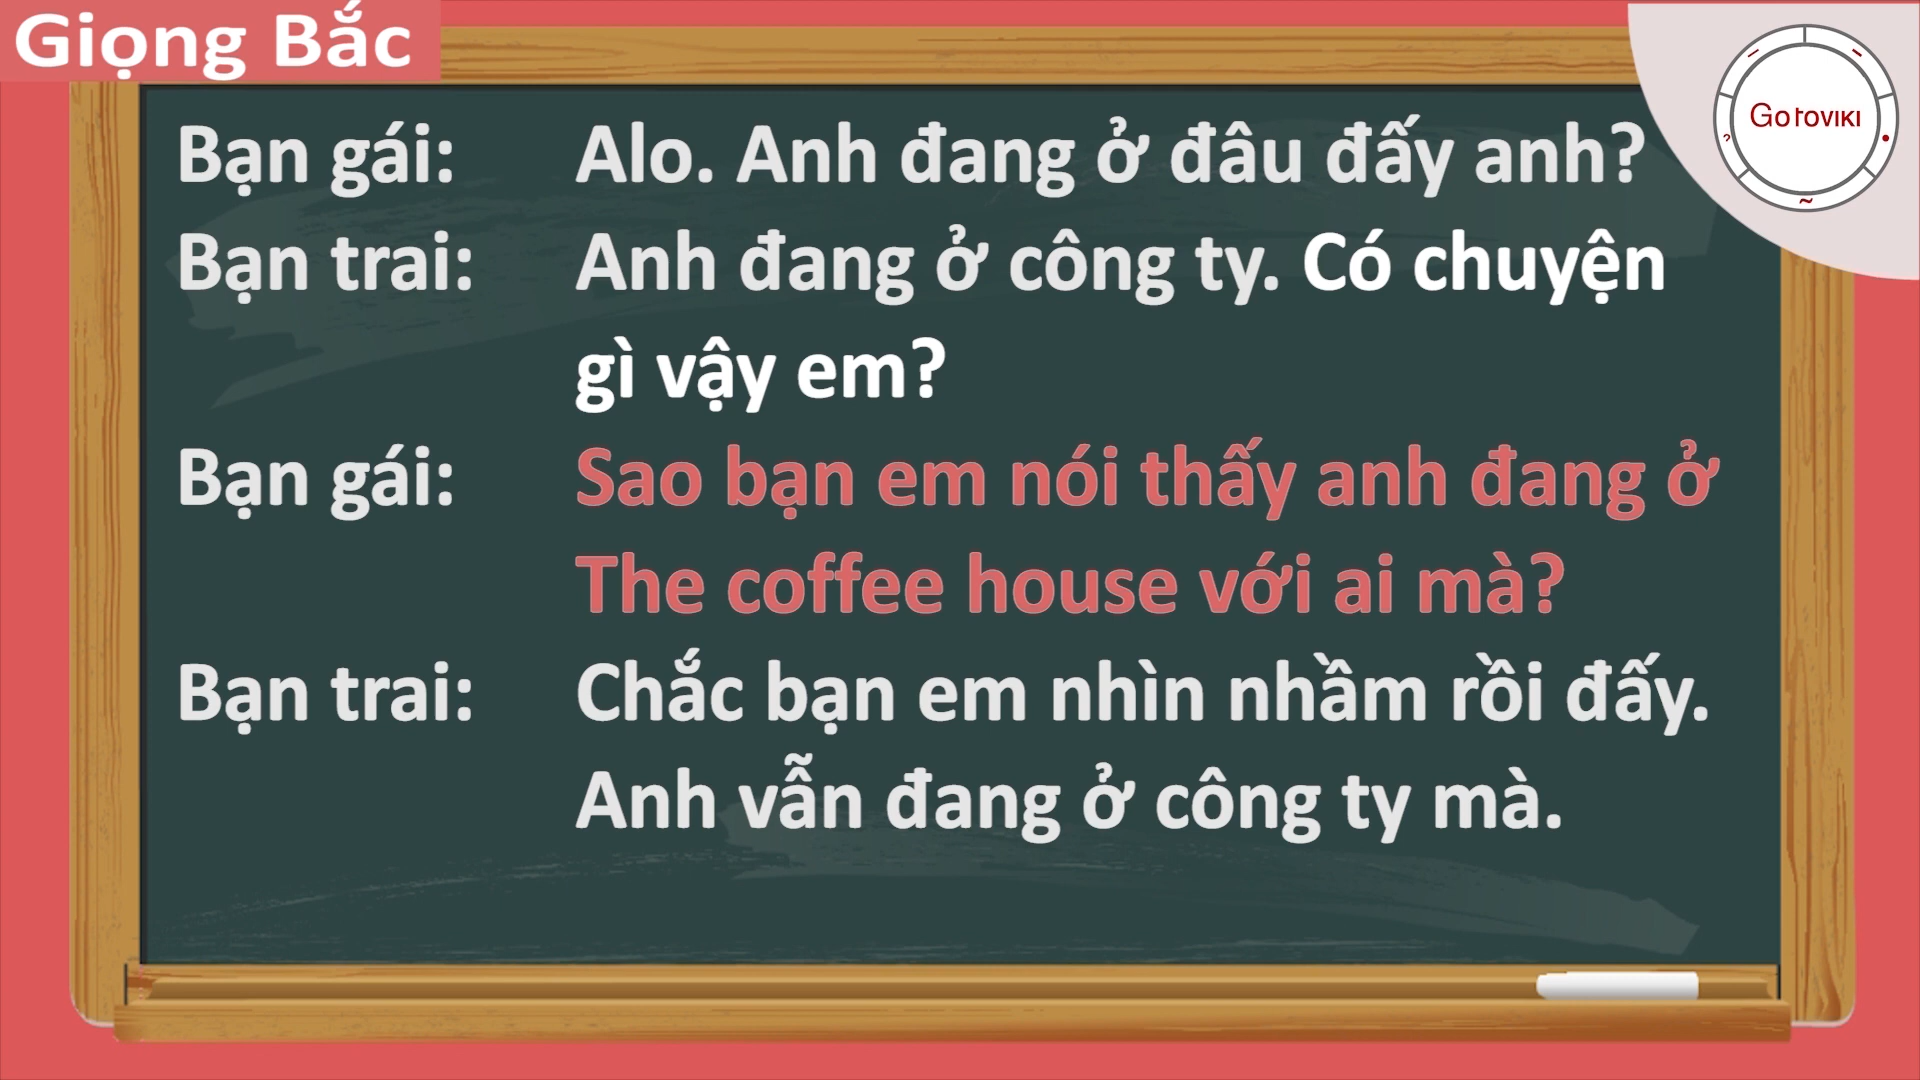 Giọng Bắc
Gotoviki
Bạn gái: Alo. Anh đang ở đâu đấy anh?
Bạn trai: Anh đang ở công ty. Có chuyện
gì vậy em?
Bạn gái: Sao bạn em nói thấy anh đang ở
The coffee house với ai mà?
Bạn trai: Chắc bạn em nhìn nhầm rồi đấy.
Anh vẫn đang ở công ty mà.